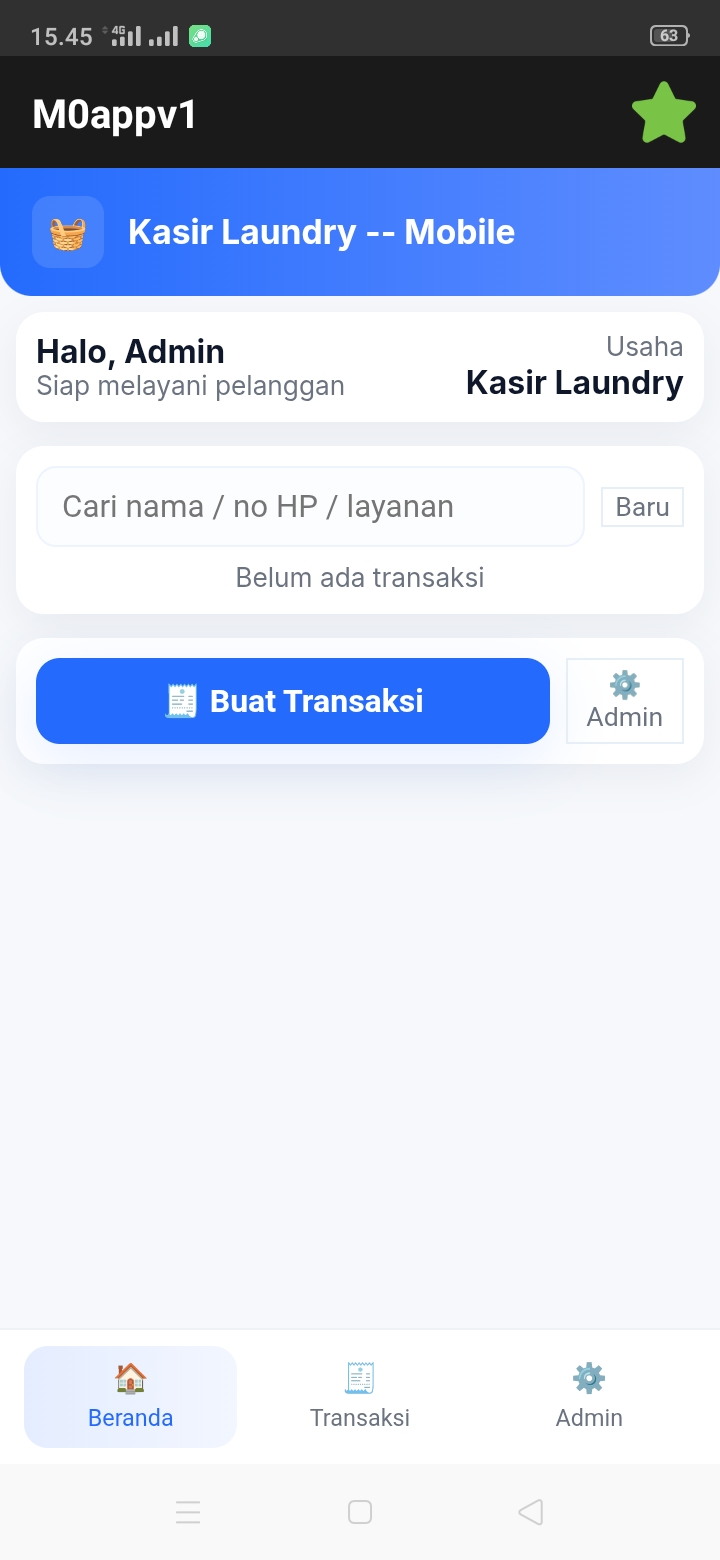 15.45
4G
63
M0appv1
Kasir Laundry -- Mobile
Halo, Admin
Siap melayani pelanggan
Usaha
Kasir Laundry
Cari nama / no HP / layanan
Baru
Belum ada transaksi
Buat Transaksi
Admin
Beranda
Transaksi
Admin